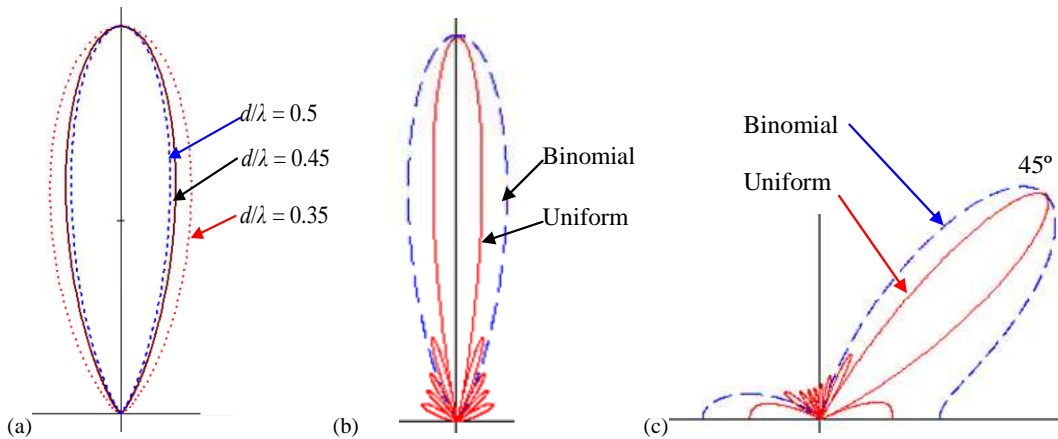 d/λ = 0.5
d/λ = 0.45
d/λ = 0.35
(a)
Binomial
Uniform
(b)
Binomial
Uniform
45º
(c)